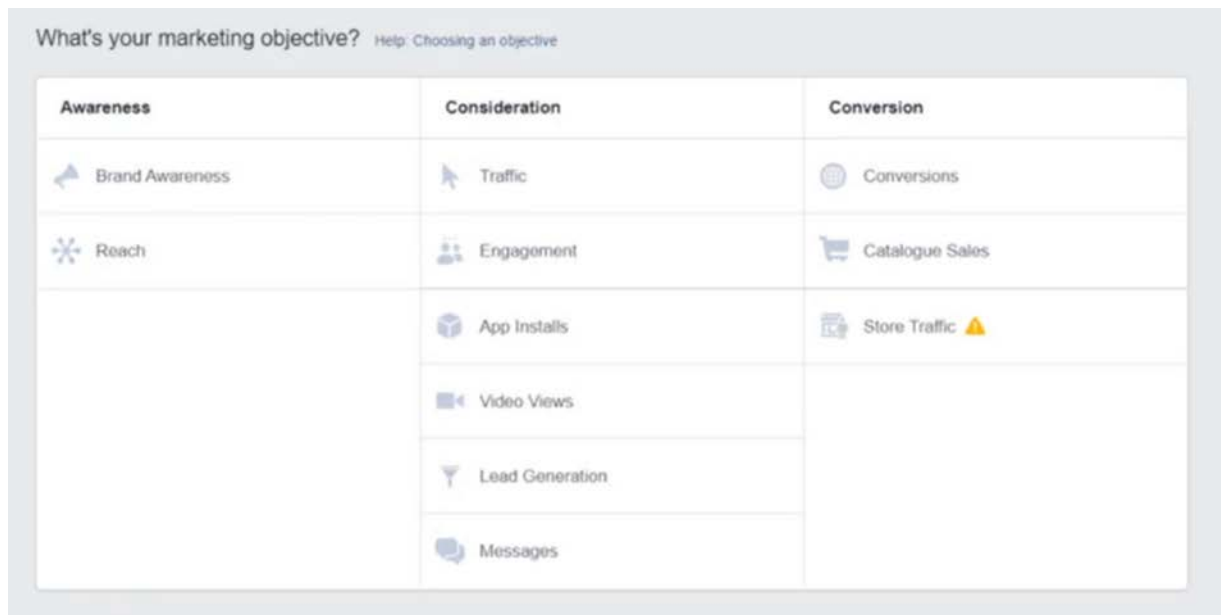 What's your marketing objective? Help: Choosing an objective
Awareness
Consideration
Conversion
Brand Awareness
Traffic
Conversions
Reach
Engagement
Catalogue Sales
App Installs
Store Traffic
Video Views
Lead Generation
Messages